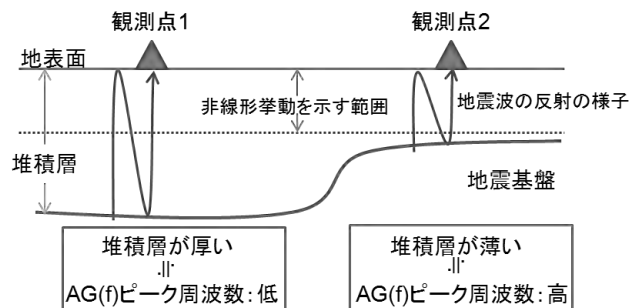 観測点1
観測点2
地表面
非線形挙動を示す範囲
地震波の反射の様子
堆積層
地震基盤
堆積層が厚い
.||.
AG(f)ピーク周波数:低
堆積層が薄い
.||.
AG(f)ピーク周波数:高